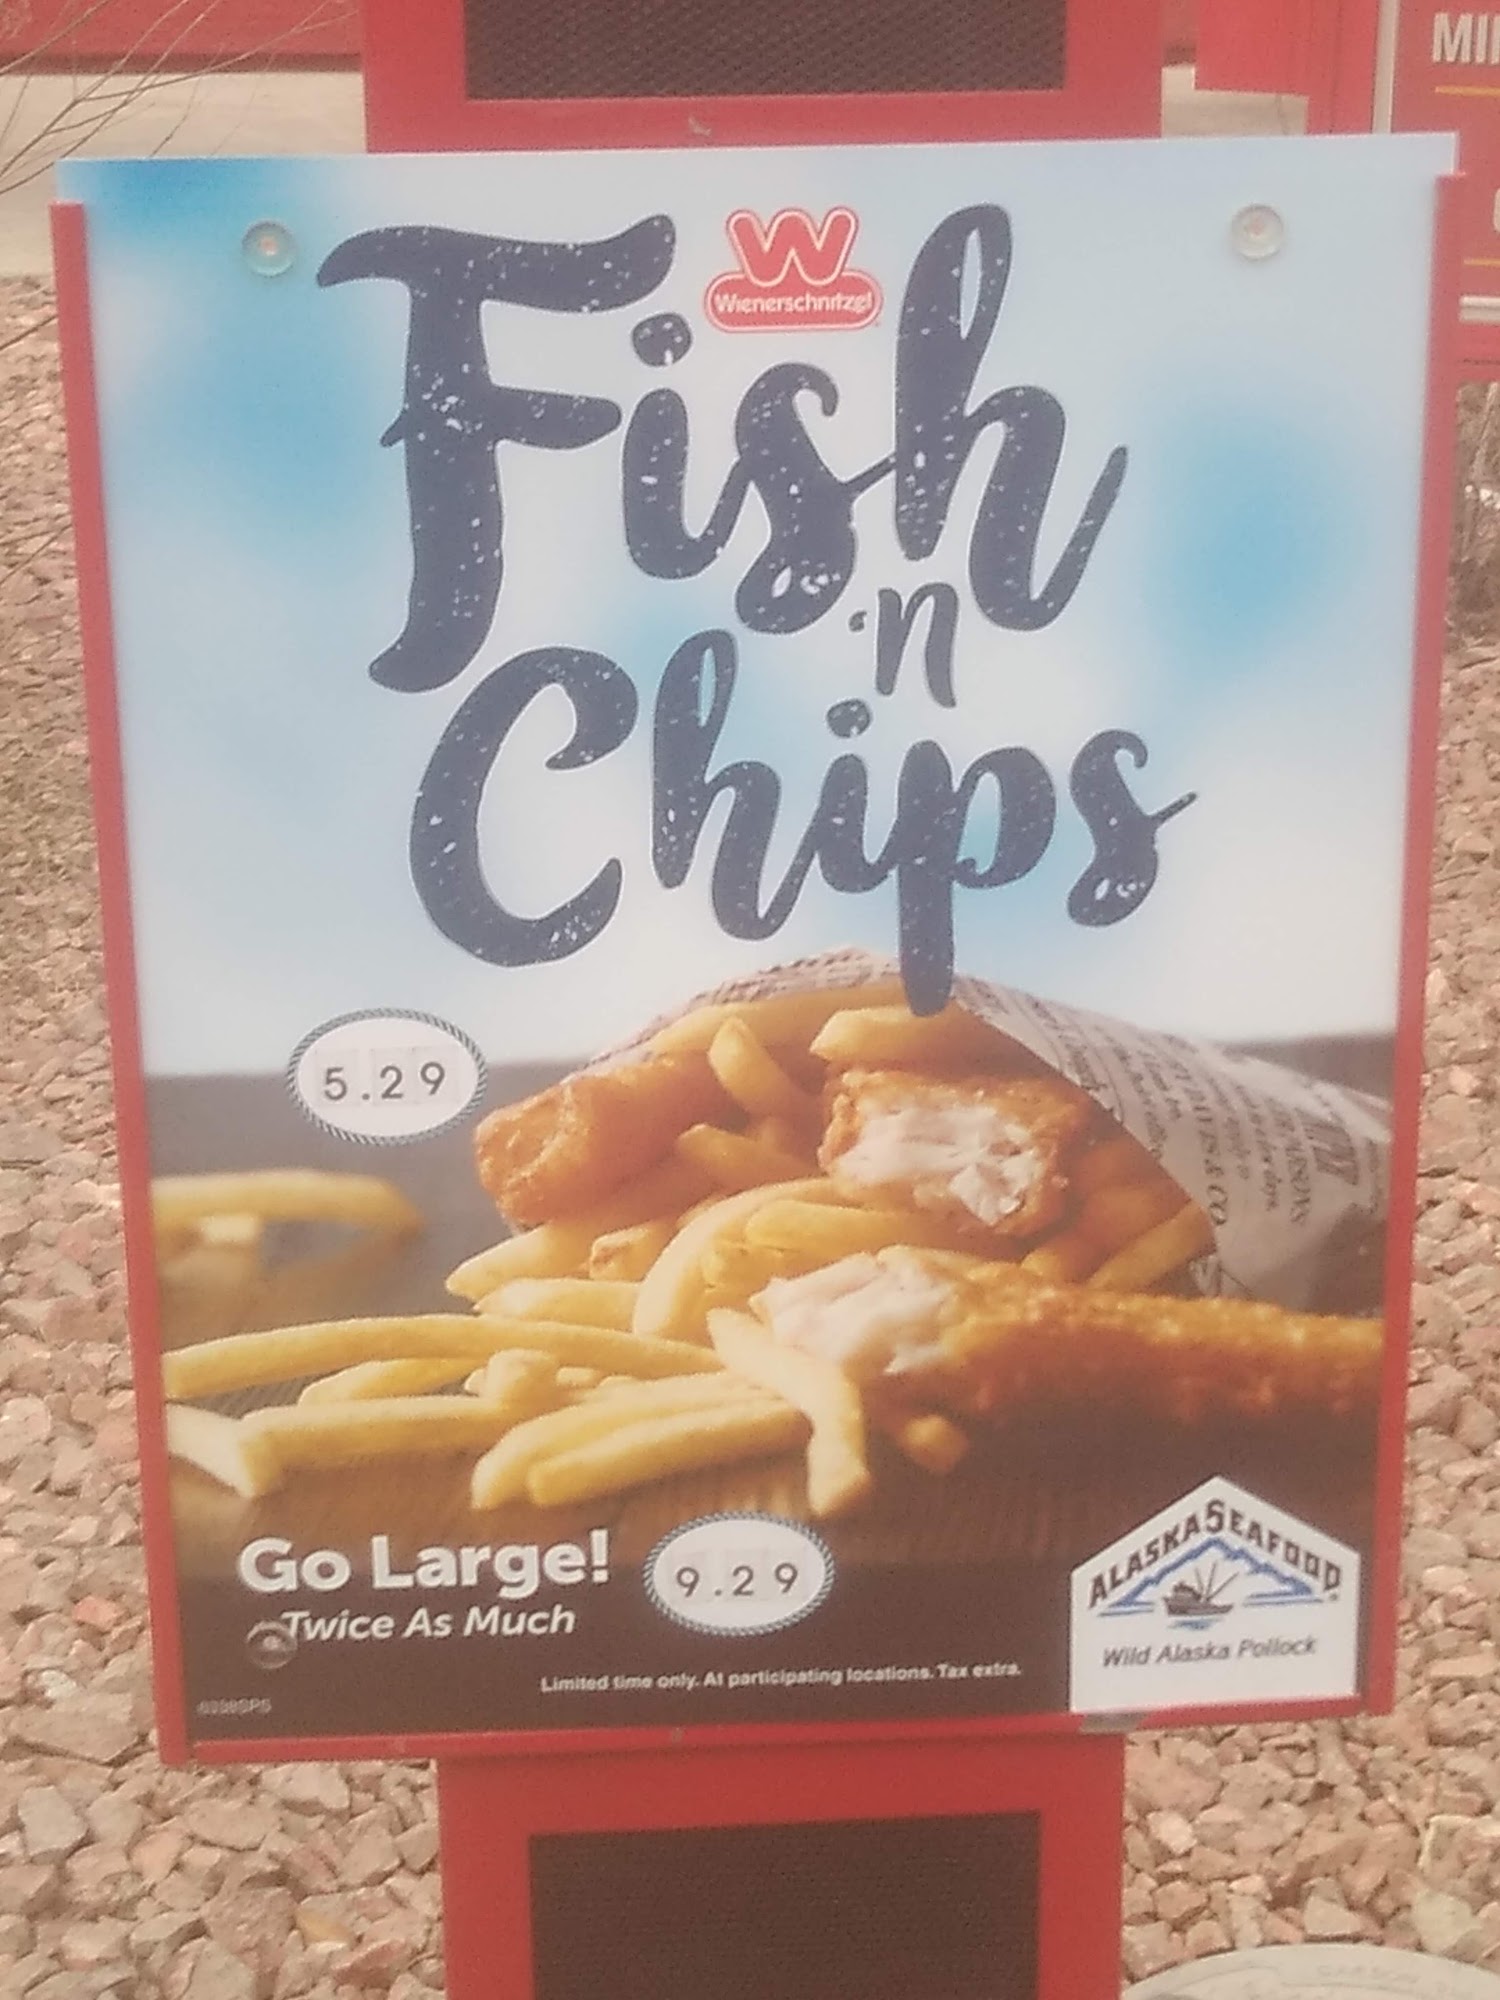 MI
W
Wienerschnitzel
Fish
'n
Chips
5.29
Go Large!
9.29
Twice As Much
Limited time only. At participating locations. Tax extra.
ALASKA SEAFOOD
Wild Alaska Pollock